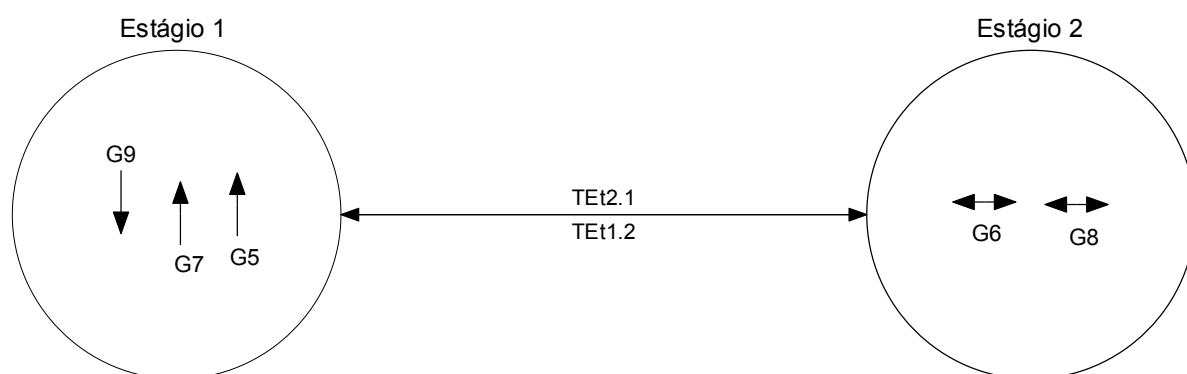 Estágio 1
Estágio 2
G9
G7
G5
TEt2.1
TEt1.2
G6
G8